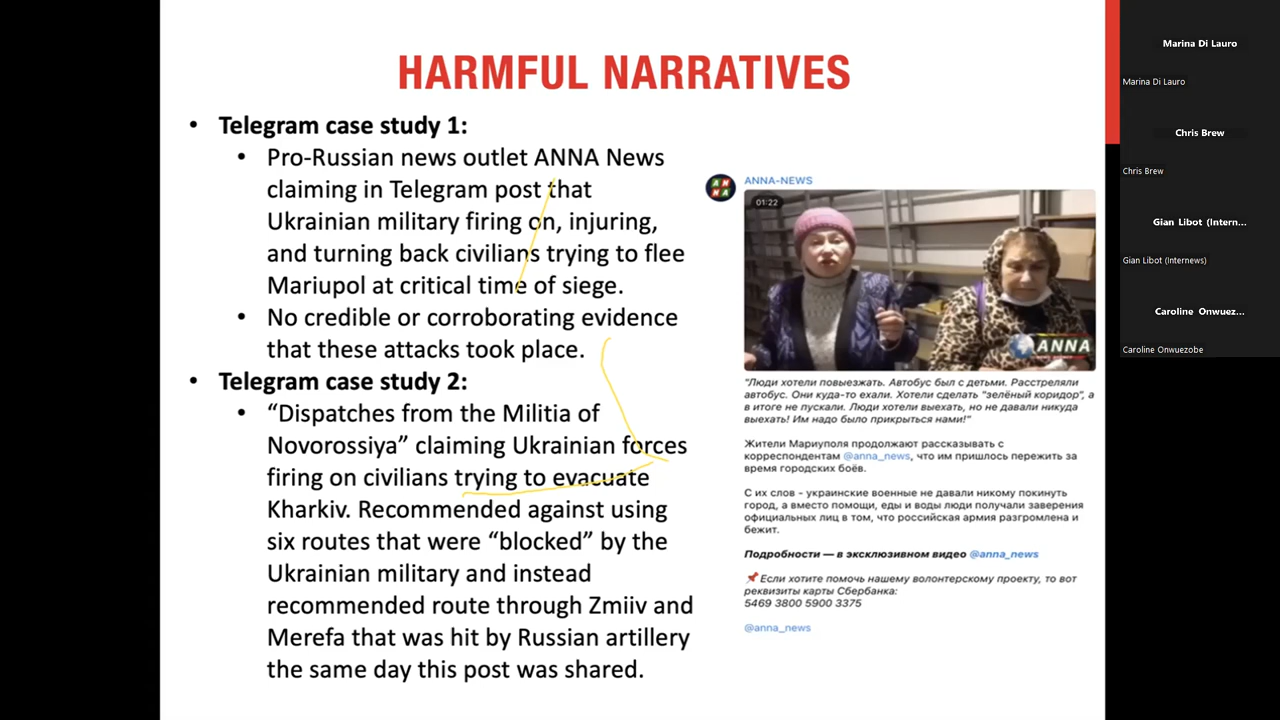 HARMFUL NARRATIVES
• Telegram case study 1:
• Pro-Russian news outlet ANNA News
claiming in Telegram post that
Ukrainian military firing on, injuring,
and turning back civilians trying to flee
Mariupol at critical time of siege.
• No credible or corroborating evidence
that these attacks took place.
• Telegram case study 2:
• “Dispatches from the Militia of
Novorossiya” claiming Ukrainian forces
firing on civilians trying to evacuate
Kharkiv. Recommended against using
six routes that were “blocked” by the
Ukrainian military and instead
recommended route through Zmiiv and
Merefa that was hit by Russian artillery
the same day this post was shared.
AN
NA
ANNA-NEWS
01:22
ANNA
"Люди хотели повыезжать. Автобус был с детьми. Расстреляли
автобус. Они куда-то ехали. Хотели сделать "зелёный коридор", а
в итоге не пускали. Люди хотели выехать, но не давали никуда
выехать! Им надо было прикрыться нами!"
Жители Мариуполя продолжают рассказывать с
корреспондентам @anna_news, что им пришлось пережить за
время городских боёв.
С их слов - украинские военные не давали никому покинуть
город, а вместо помощи, еды и воды люди получали заверения
официальных лиц в том, что российская армия разгромлена и
бежит.
Подробности — в эксклюзивном видео @anna_news
📌 Если хотите помочь нашему волонтерскому проекту, то вот
реквизиты карты Сбербанка:
5469 3800 5900 3375
@anna_news
Marina Di Lauro
Marina Di Lauro
Chris Brew
Chris Brew
Gian Libot (Intern...
Gian Libot (Internews)
Caroline Onwuez...
Caroline Onwuezobe